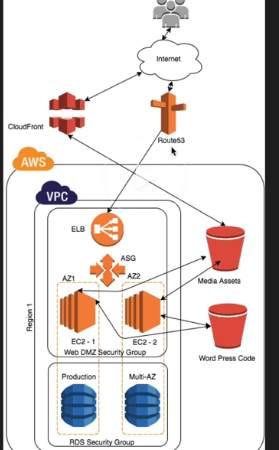 Internet
CloudFront
Route53
AWS
VPC
ELB
ASG
AZ1
AZ2
Media Assets
Region 1
EC2 - 1
EC2 - 2
Web DMZ Security Group
Word Press Code
Production
Multi-AZ
RDS Security Group